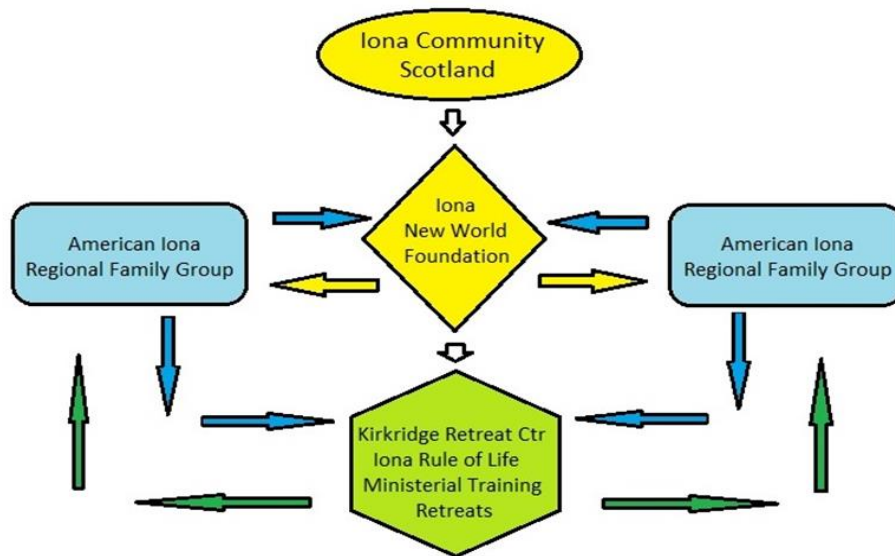 Iona Community
Scotland
Iona
New World
Foundation
American Iona
Regional Family Group
American Iona
Regional Family Group
Kirkridge Retreat Ctr
Iona Rule of Life
Ministerial Training
Retreats